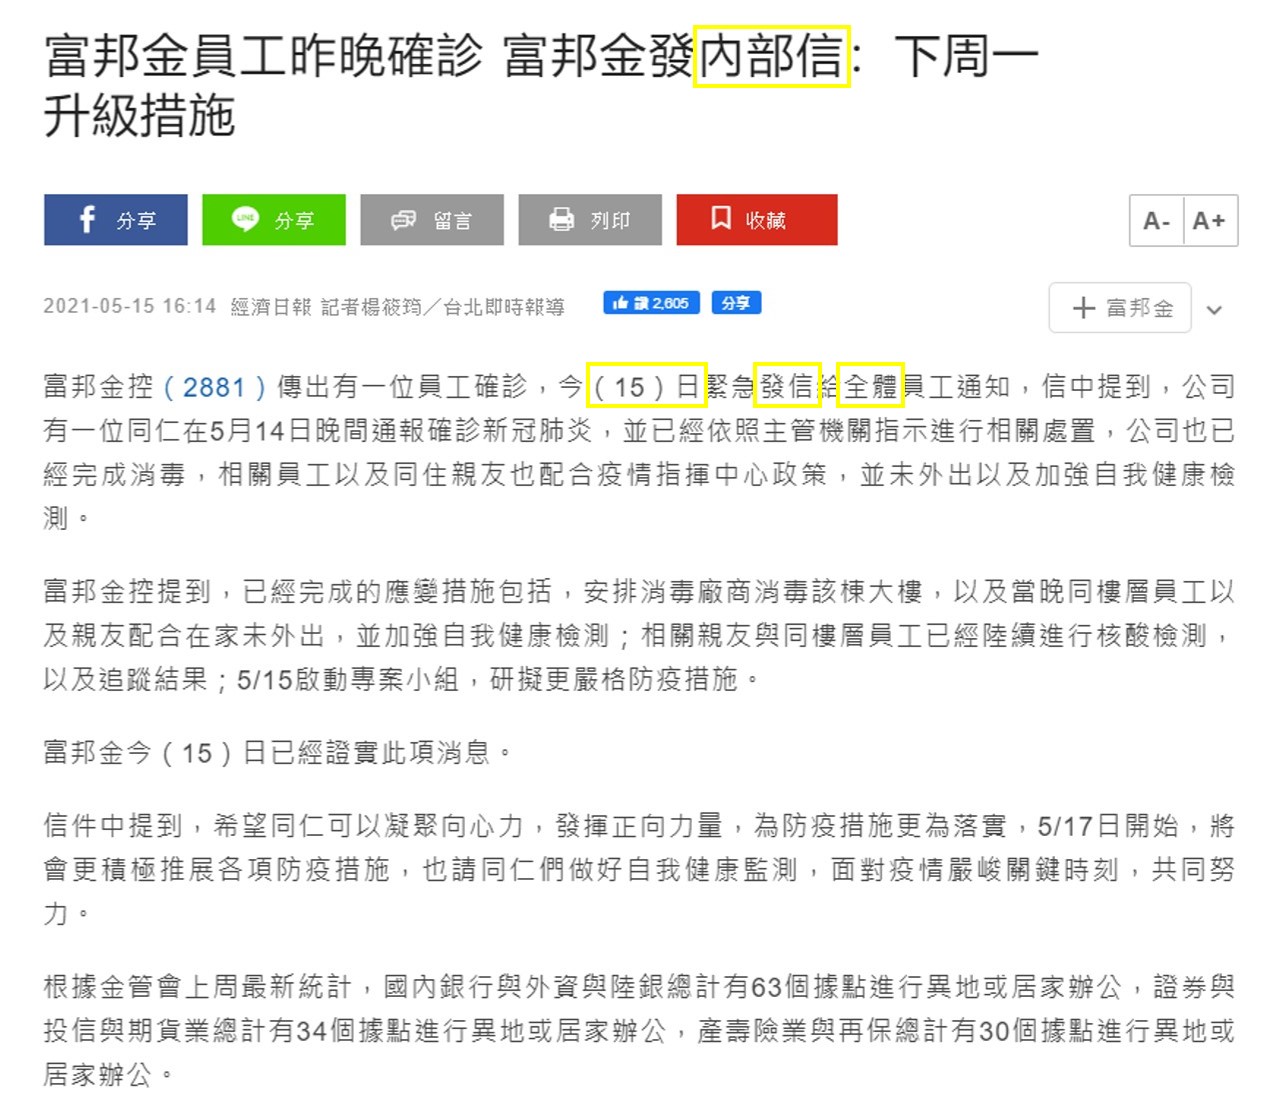 富邦金員工昨晚確診 富邦金發內部信：下周一
升級措施
分享
LINE 分享
留言
列印
收藏
A- A+
2021-05-15 16:14 經濟日報 記者楊筱筠／台北即時報導
讚 2,605 分享
富邦金
富邦金控（2881）傳出有一位員工確診，今（15）日緊急發信給全體員工通知，信中提到，公司
有一位同仁在5月14日晚間通報確診新冠肺炎，並已經依照主管機關指示進行相關處置，公司也已
經完成消毒，相關員工以及同住親友也配合疫情指揮中心政策，並未外出以及加強自我健康檢
測。
富邦金控提到，已經完成的應變措施包括，安排消毒廠商消毒該棟大樓，以及當晚同樓層員工以
及親友配合在家未外出，並加強自我健康檢測；相關親友與同樓層員工已經陸續進行核酸檢測，
以及追蹤結果；5/15啟動專案小組，研擬更嚴格防疫措施。
富邦金今（15）日已經證實此項消息。
信件中提到，希望同仁可以凝聚向心力，發揮正向力量，為防疫措施更為落實，5/17日開始，將
會更積極推展各項防疫措施，也請同仁們做好自我健康監測，面對疫情嚴峻關鍵時刻，共同努
力。
根據金管會上周最新統計，國內銀行與外資與陸銀總計有63個據點進行異地或居家辦公，證券與
投信與期貨業總計有34個據點進行異地或居家辦公，產壽險業與再保總計有30個據點進行異地或
居家辦公。